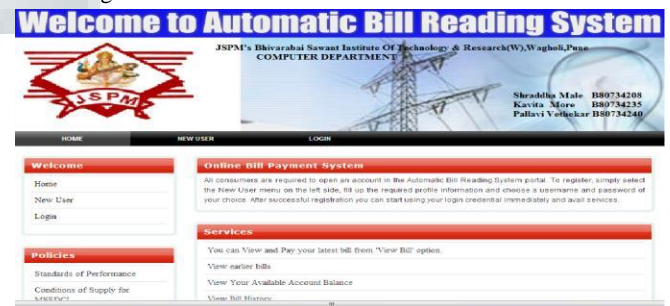 Welcome to Automatic Bill Reading System
JSPM's Bhivarabai Sawant Institute Of Technology & Research(W),Wagholi,Pune
COMPUTER DEPARTMENT
JSPM
Shraddha Male B80734208
Kavita More B80734235
Pallavi Vethekar B80734240
HOME NEW USER LOGIN
Welcome
Home
New User
Login
Policies
Standards of Performance
Conditions of Supply for
MSEDCL
Online Bill Payment System
All consumers are required to open an account in the Automatic Bill Reading System portal. To register, simply select
the New User menu on the left side, fill up the required profile information and choose a username and password of
your choice. After successful registration you can start using your login credential immediately and avail services.
Services
You can View and Pay your latest bill from 'View Bill' option.
View earlier bills
View Your Available Account Balance
View Bill History